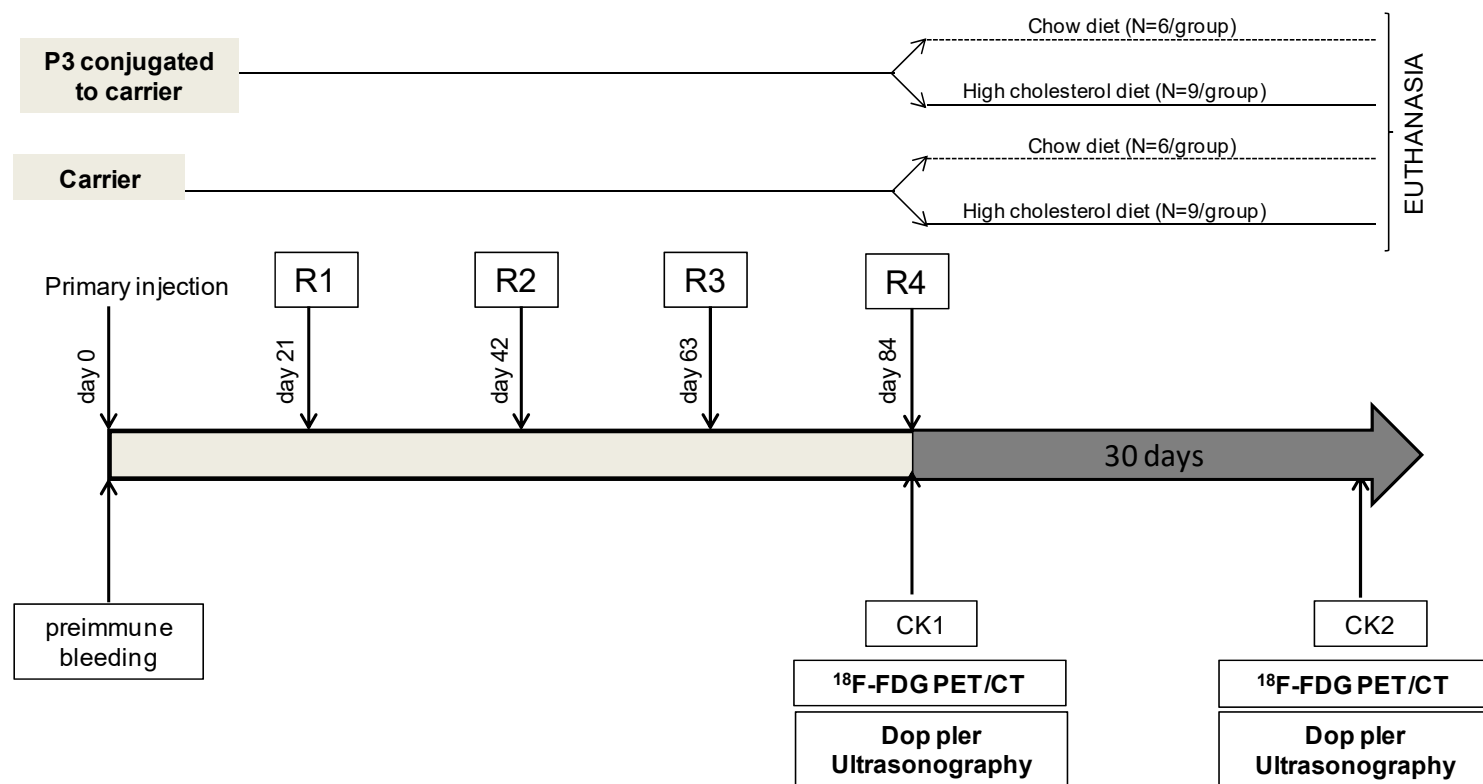 Chow diet (N=6/group)
P3 conjugated
to carrier
High cholesterol diet (N=9/group)
Chow diet (N=6/group)
Carrier
High cholesterol diet (N=9/group)
EUTHANASIA
Primary injection
R1
R2
R3
R4
day 0
day 21
day 42
day 63
day 84
30 days
preimmune
bleeding
CK1
CK2
¹⁸F-FDG PET/CT
¹⁸F-FDG PET/CT
Dop pler
Ultrasonography
Dop pler
Ultrasonography